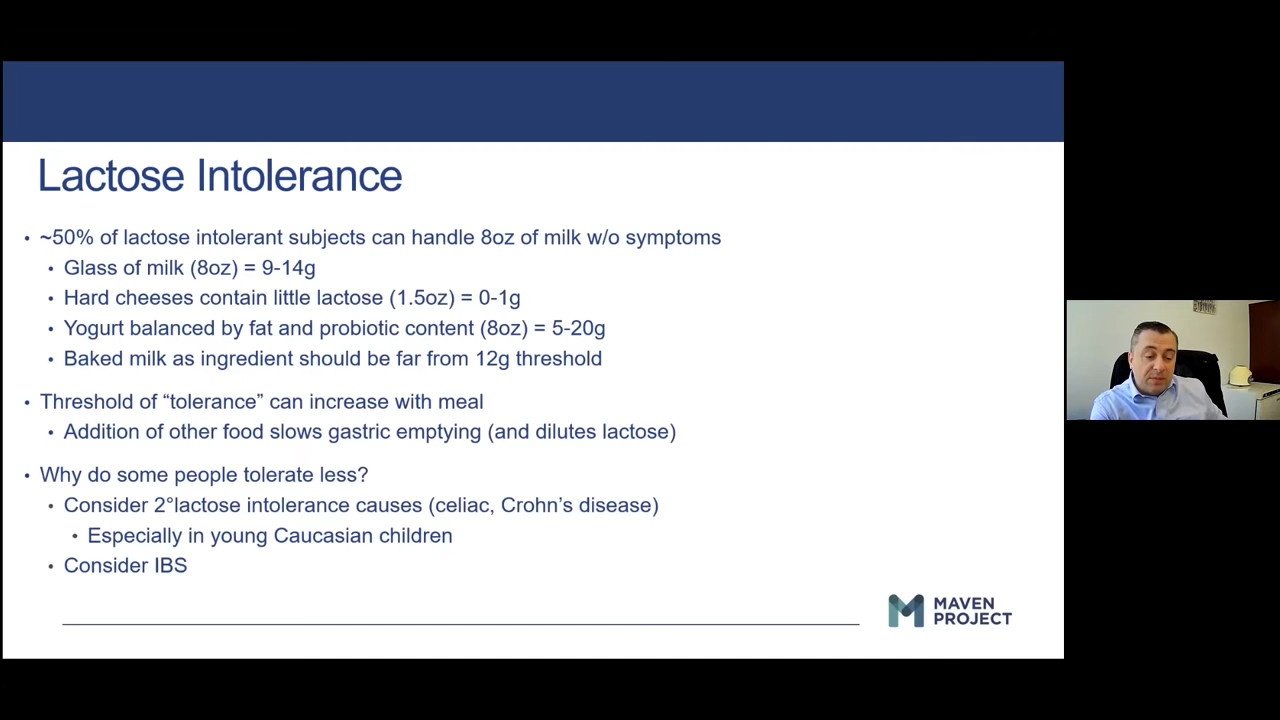 Lactose Intolerance
• ~50% of lactose intolerant subjects can handle 8oz of milk w/o symptoms
• Glass of milk (8oz) = 9-14g
• Hard cheeses contain little lactose (1.5oz) = 0-1g
• Yogurt balanced by fat and probiotic content (8oz) = 5-20g
• Baked milk as ingredient should be far from 12g threshold
• Threshold of “tolerance” can increase with meal
• Addition of other food slows gastric emptying (and dilutes lactose)
• Why do some people tolerate less?
• Consider 2°lactose intolerance causes (celiac, Crohn’s disease)
• Especially in young Caucasian children
• Consider IBS
MAVEN
PROJECT